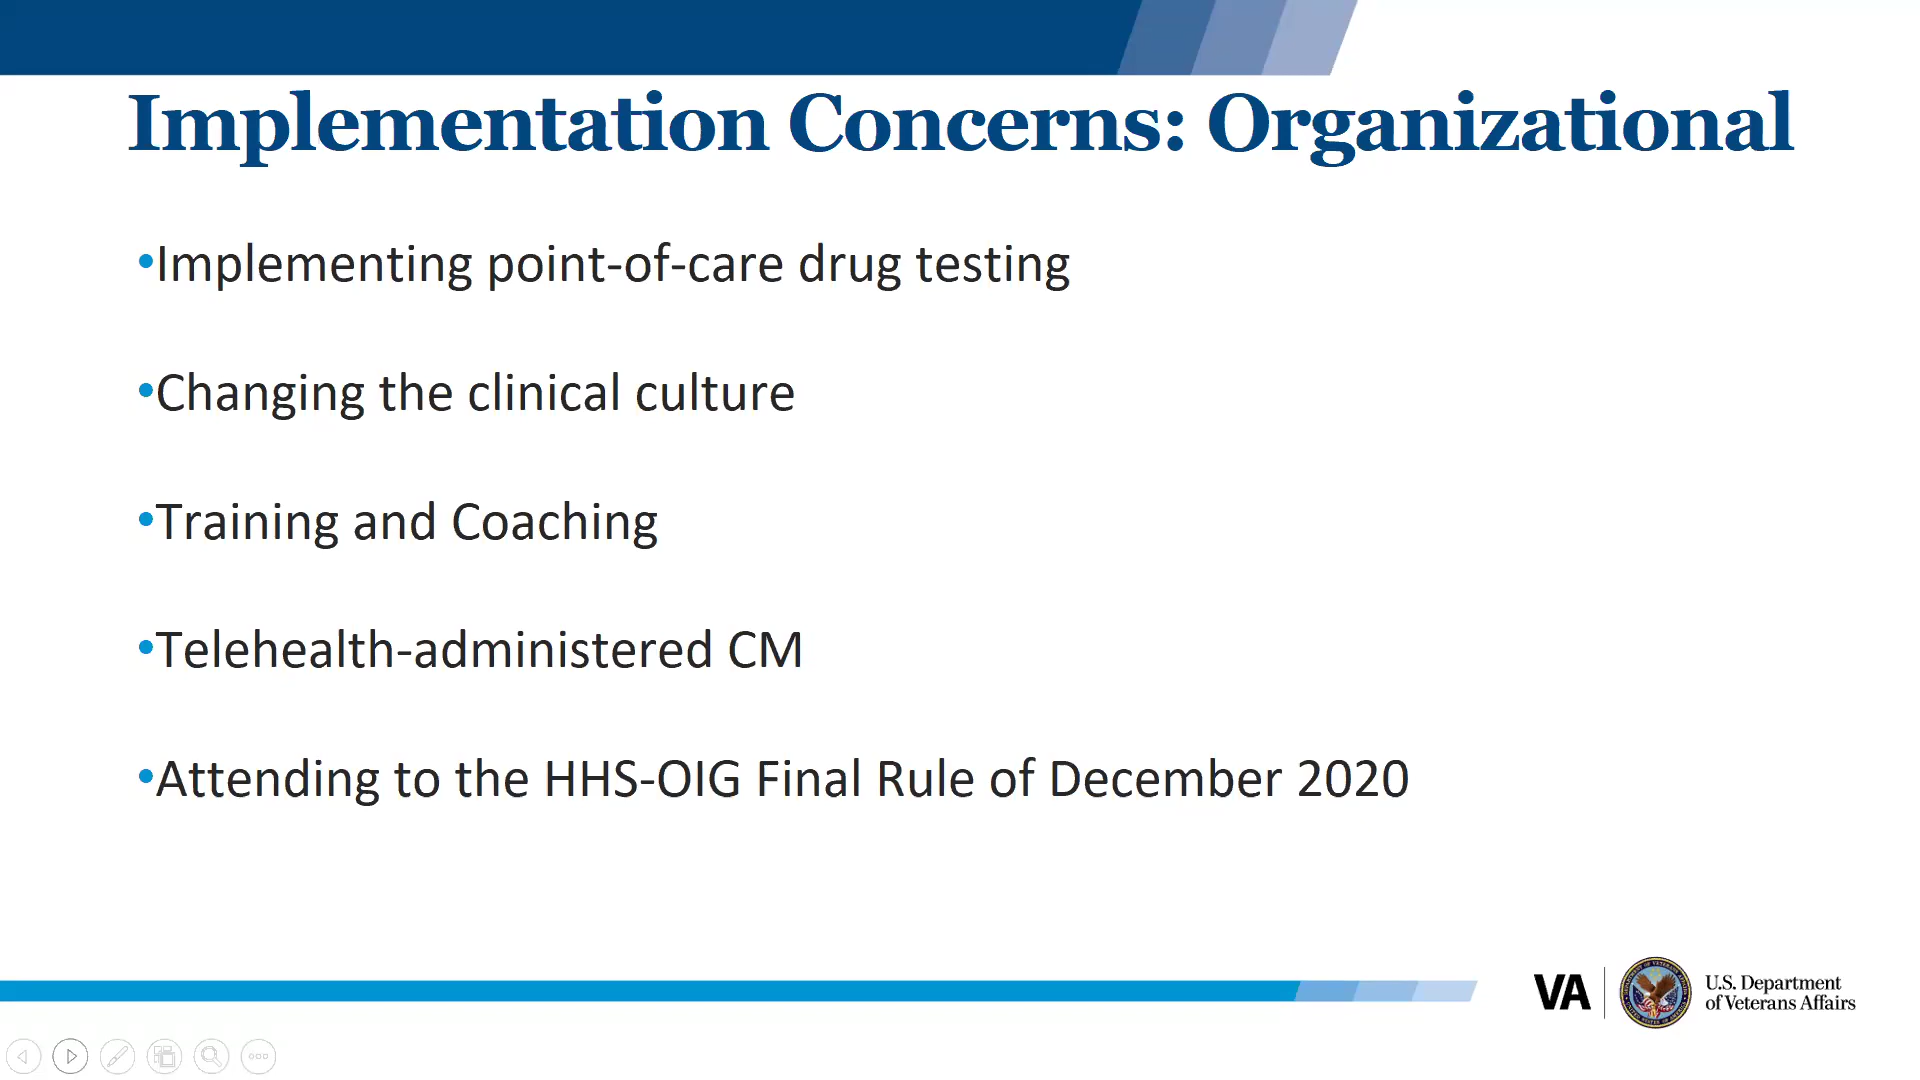 Implementation Concerns: Organizational
•Implementing point-of-care drug testing
•Changing the clinical culture
•Training and Coaching
•Telehealth-administered CM
•Attending to the HHS-OIG Final Rule of December 2020
VA
U.S. Department
of Veterans Affairs